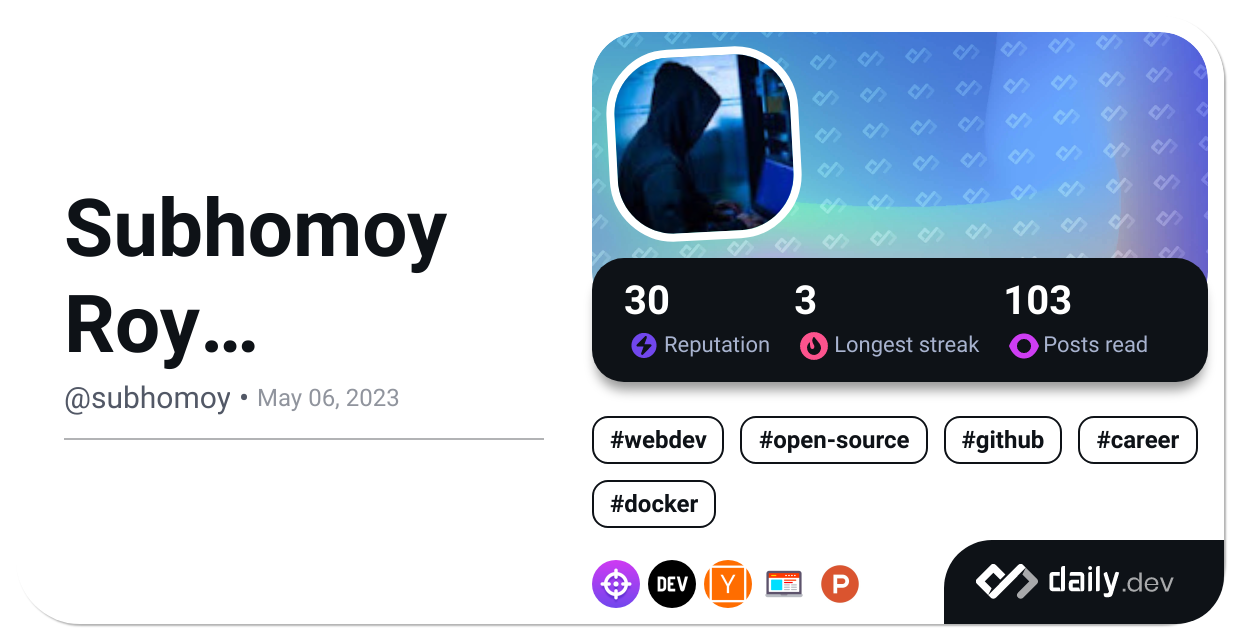 Subhomoy
Roy...
@subhomoy • May 06, 2023
30 3 103
Reputation Longest streak Posts read
#webdev #open-source #github #career
#docker
DEV Y P
daily.dev